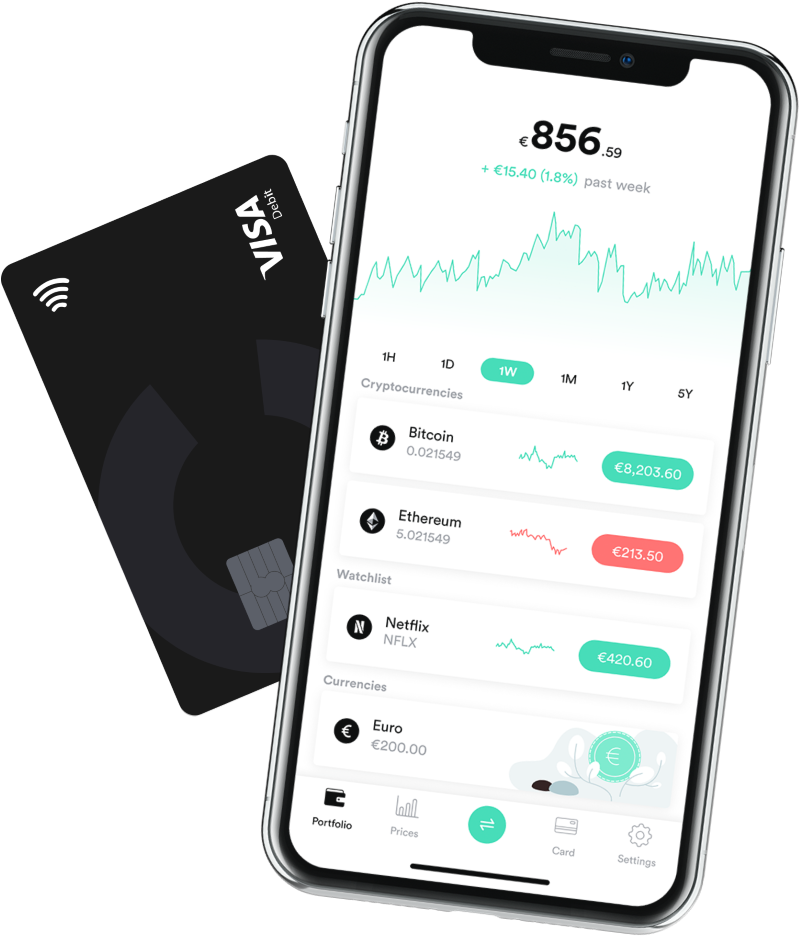 VISA
Debit
€856.59
+ €15.40 (1.8%) past week
1H 1D 1W 1M 1Y 5Y
Cryptocurrencies
Bitcoin
0.021549
€8,203.60
Ethereum
5.021549
€213.50
Watchlist
Netflix
NFLX
€420.60
Currencies
Euro
€200.00
Portfolio Prices Card Settings